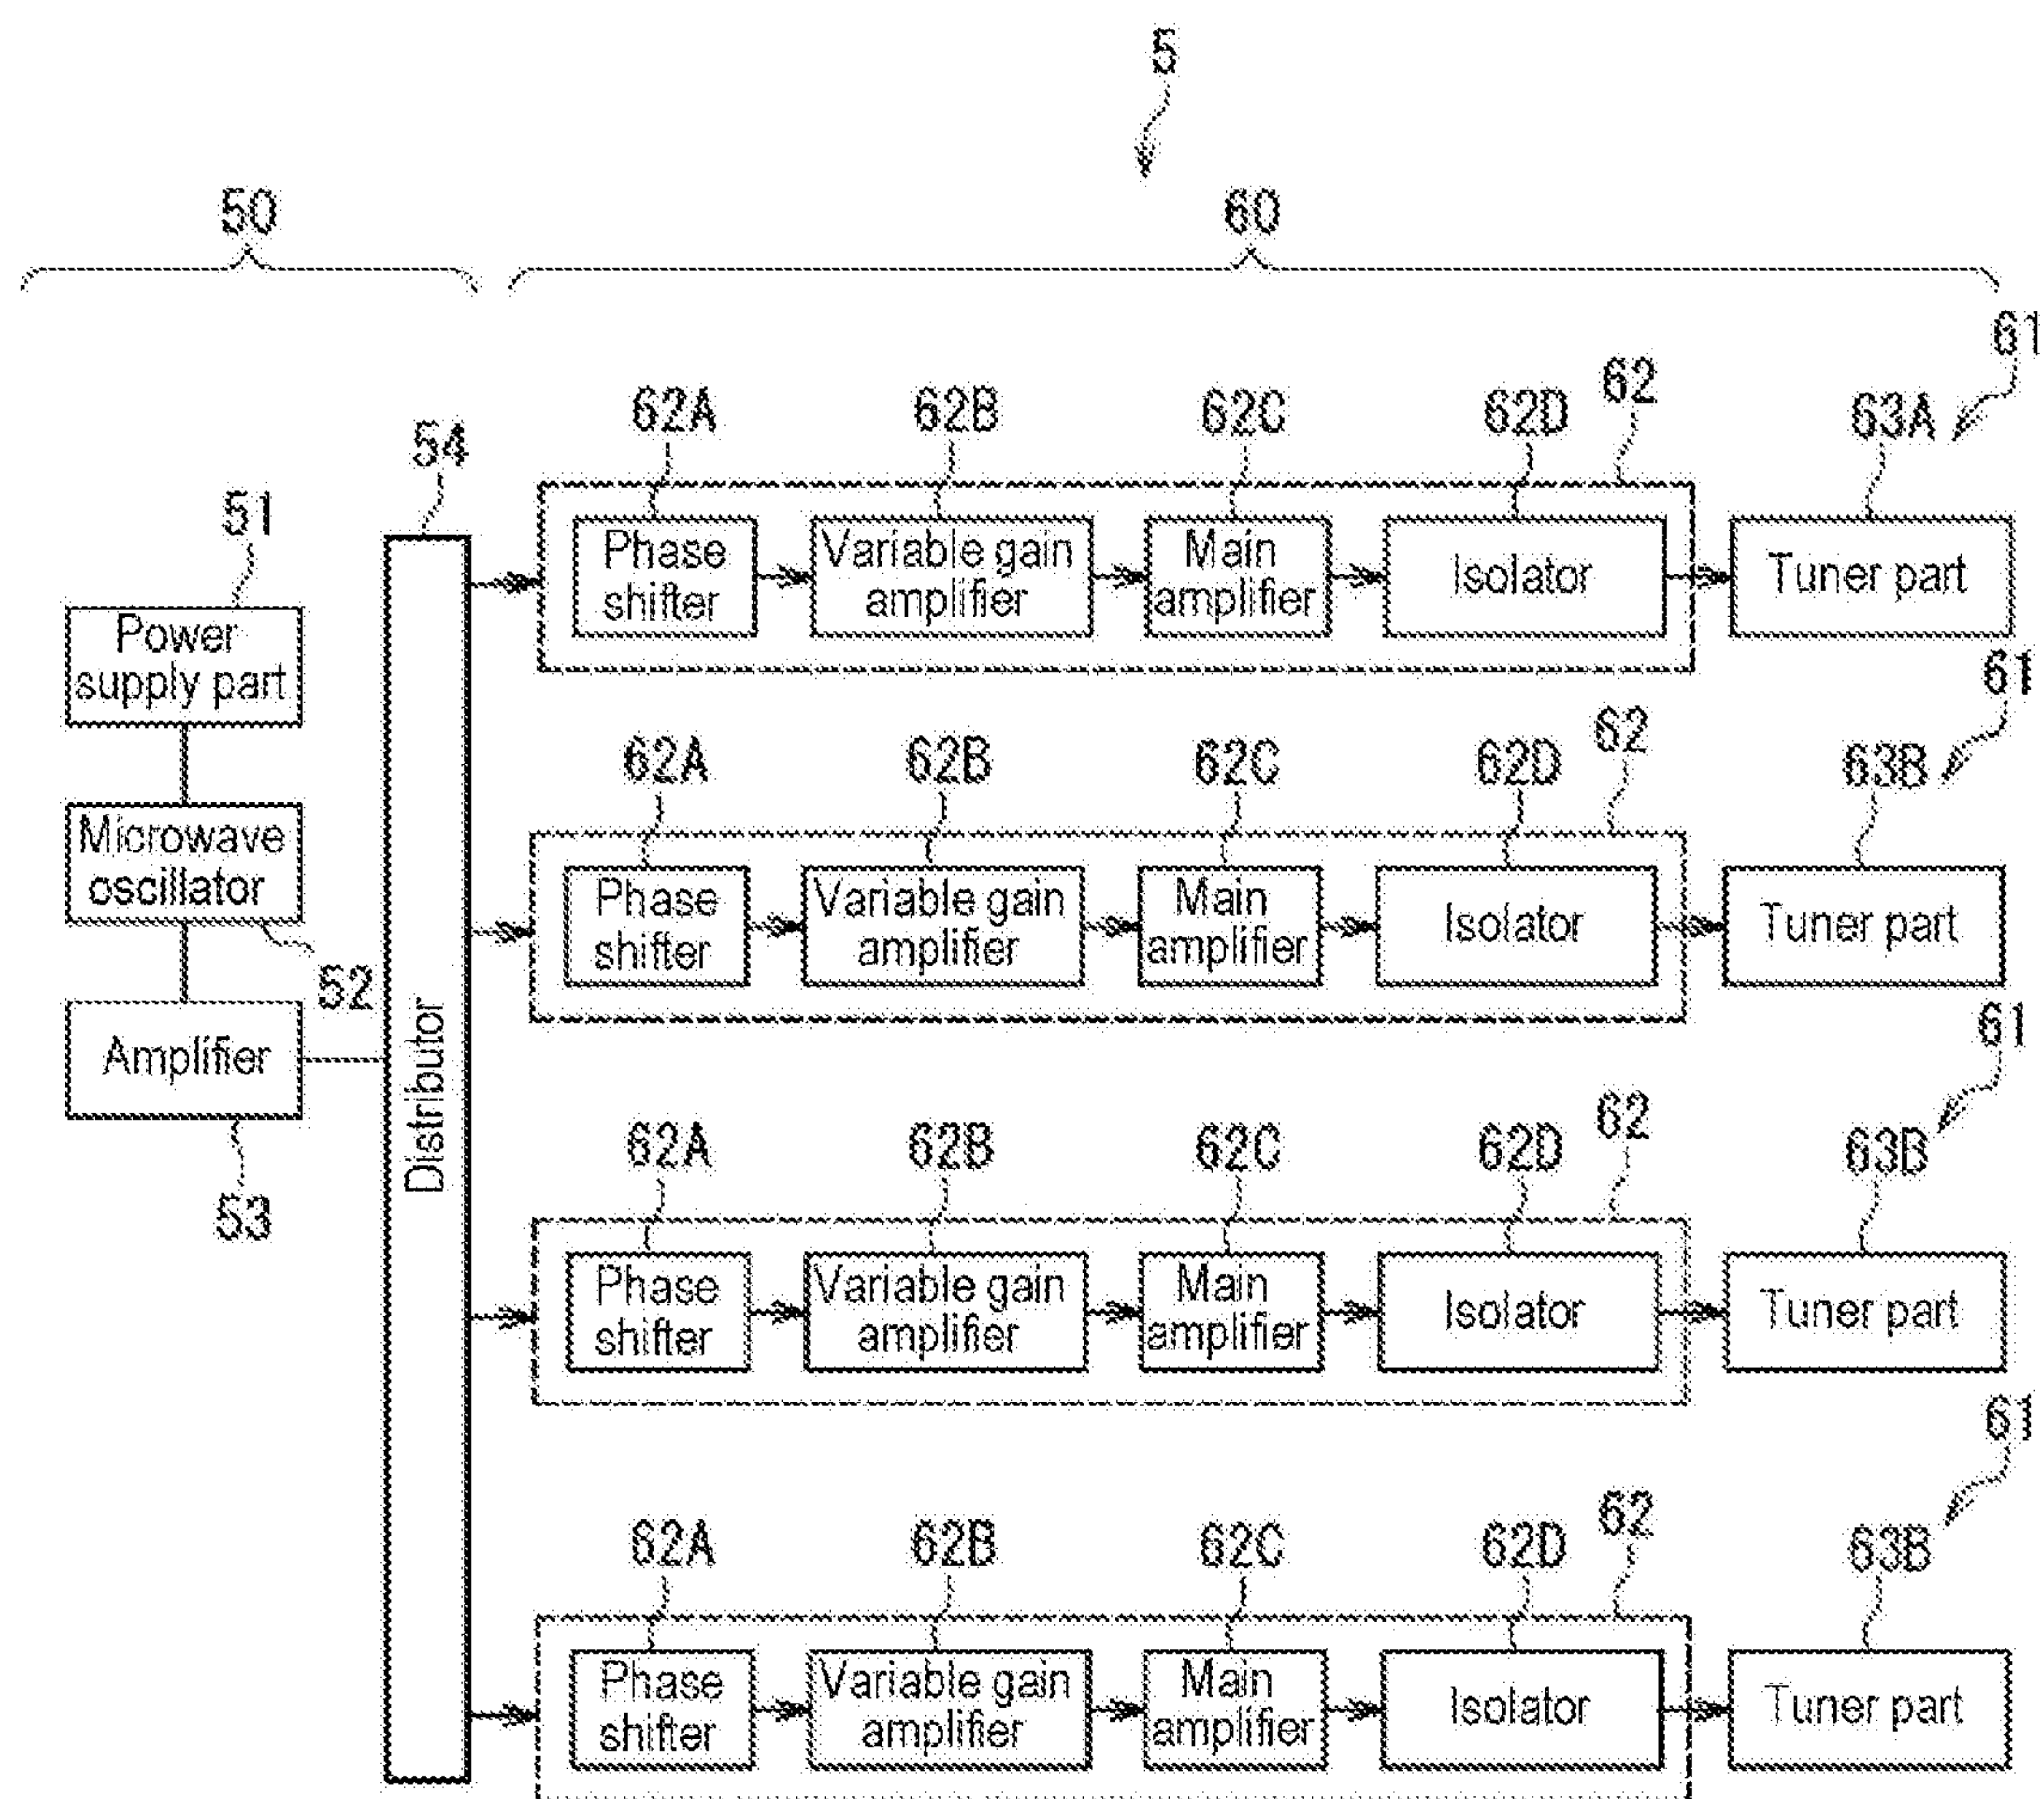 5
50
60
61
62A
62B
62C
62D
62
63A
54
51
Phase
shifter
Variable gain
amplifier
Main
amplifier
Isolator
Tuner part
Power
supply part
61
62A
62B
62C
62D
62
63B
Microwave
oscillator
Phase
shifter
Variable gain
amplifier
Main
amplifier
Isolator
Tuner part
52
Amplifier
Distributor
53
61
62A
62B
62C
62D
62
63B
Phase
shifter
Variable gain
amplifier
Main
amplifier
Isolator
Tuner part
61
62A
62B
62C
62D
62
63B
Phase
shifter
Variable gain
amplifier
Main
amplifier
Isolator
Tuner part